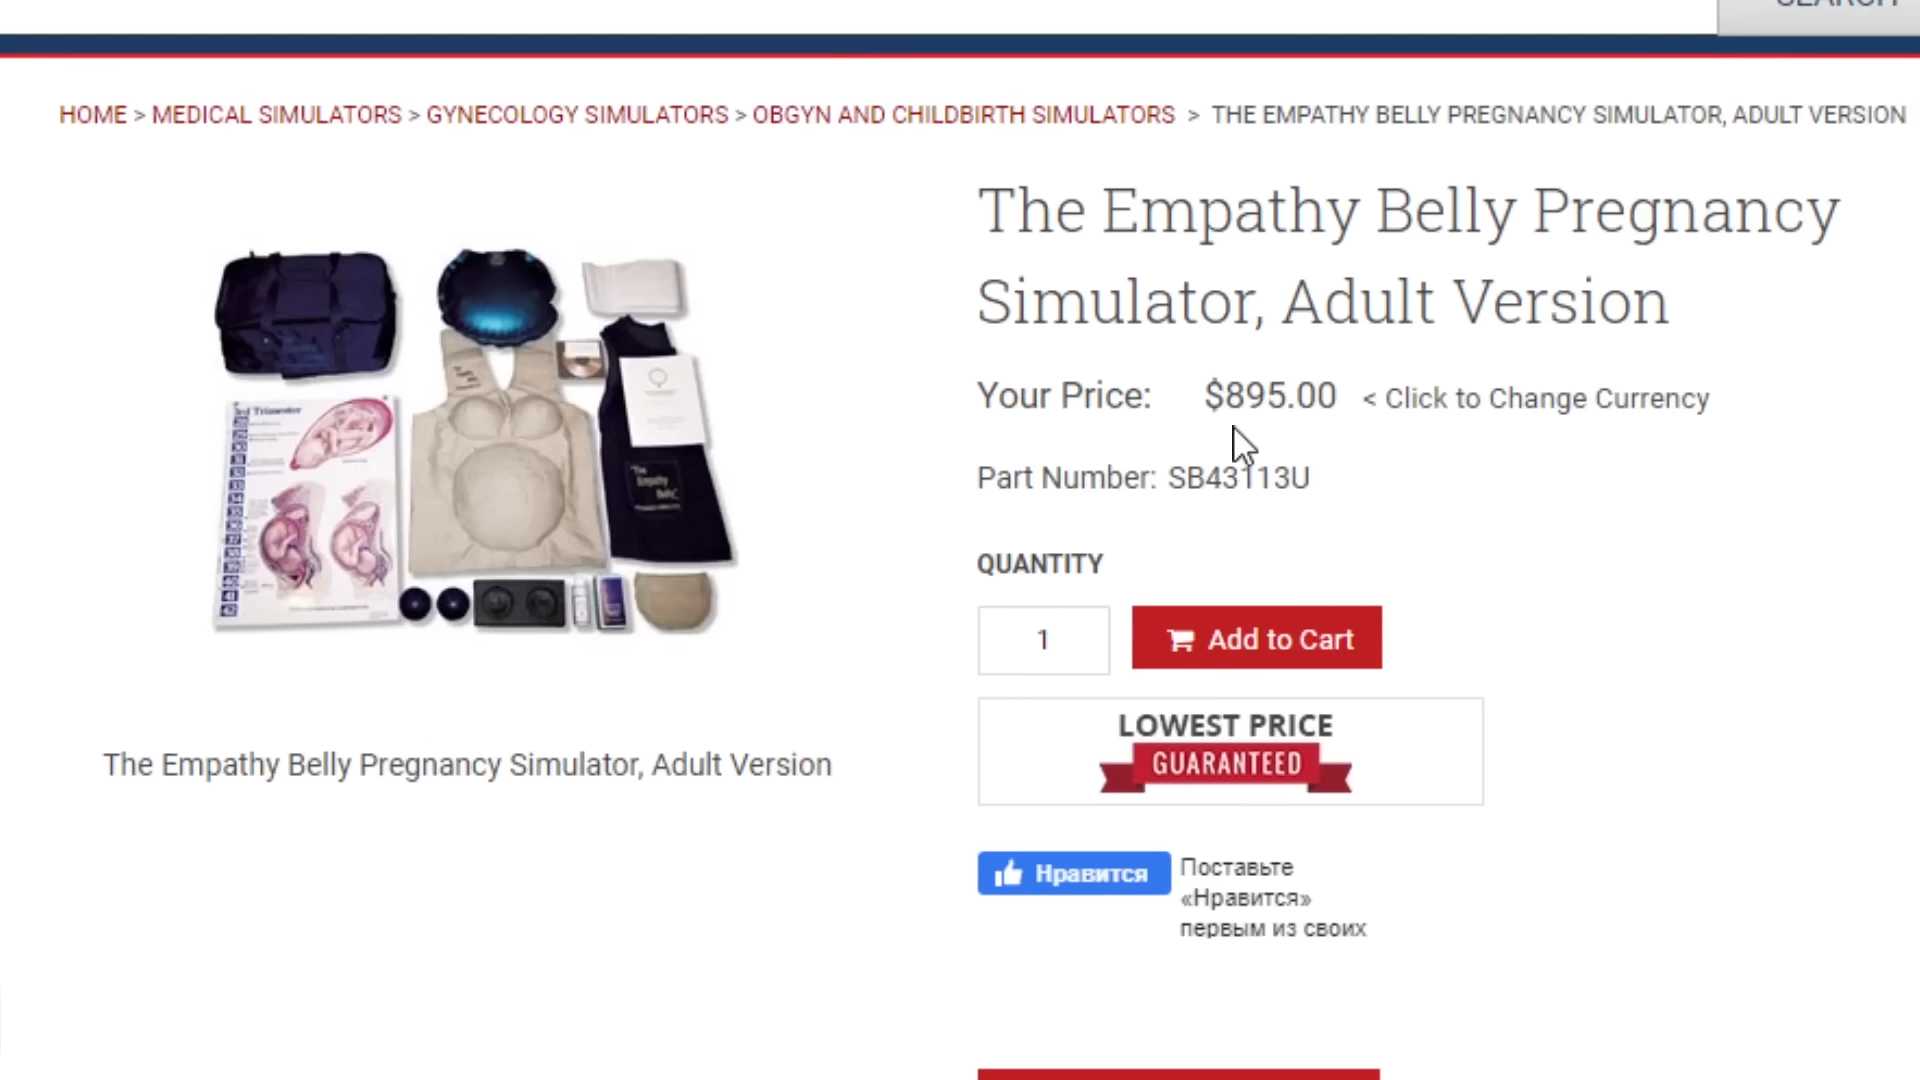 HOME > MEDICAL SIMULATORS > GYNECOLOGY SIMULATORS > OBGYN AND CHILDBIRTH SIMULATORS > THE EMPATHY BELLY PREGNANCY SIMULATOR, ADULT VERSION
The Empathy Belly Pregnancy
Simulator, Adult Version
Your Price: $895.00 < Click to Change Currency
Part Number: SB43113U
QUANTITY
1 Add to Cart
LOWEST PRICE
GUARANTEED
3rd Trimester
The Empathy Belly Pregnancy Simulator, Adult Version
Нравится
Поставьте
«Нравится»
первым из своих